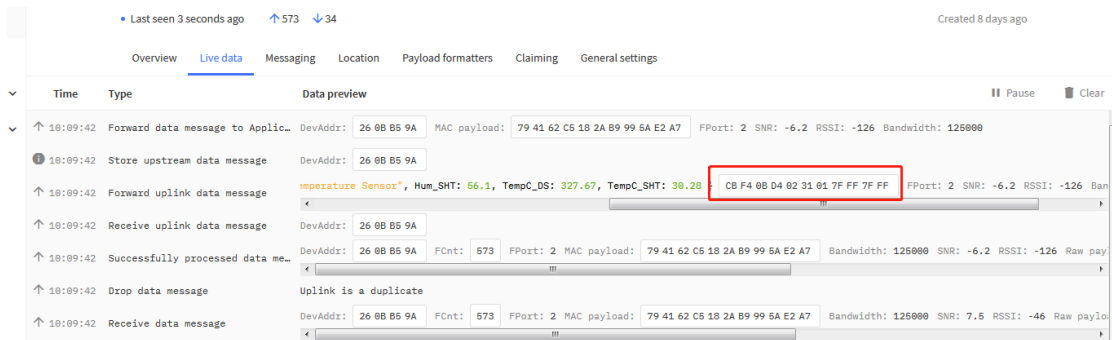 • Last seen 3 seconds ago ↑ 573 ↓ 34 Created 8 days ago
Overview Live data Messaging Location Payload formatters Claiming General settings
Time Type Data preview Pause Clear
↑ 10:09:42 Forward data message to Applic… DevAddr: 26 0B B5 9A MAC payload: 79 41 62 C5 18 2A B9 99 5A E2 A7 FPort: 2 SNR: -6.2 RSSI: -126 Bandwidth: 125000
10:09:42 Store upstream data message DevAddr: 26 0B B5 9A
↑ 10:09:42 Forward uplink data message emperature Sensor", Hum_SHT: 56.1, TempC_DS: 327.67, TempC_SHT: 30.28 CB F4 0B D4 02 31 01 7F FF 7F FF FPort: 2 SNR: -6.2 RSSI: -126 Ban
↑ 10:09:42 Receive uplink data message DevAddr: 26 0B B5 9A
↑ 10:09:42 Successfully processed data me… DevAddr: 26 0B B5 9A FCnt: 573 FPort: 2 MAC payload: 79 41 62 C5 18 2A B9 99 5A E2 A7 Bandwidth: 125000 SNR: -6.2 RSSI: -126 Raw pay
↑ 10:09:42 Drop data message Uplink is a duplicate
↑ 10:09:42 Receive data message DevAddr: 26 0B B5 9A FCnt: 573 FPort: 2 MAC payload: 79 41 62 C5 18 2A B9 99 5A E2 A7 Bandwidth: 125000 SNR: 7.5 RSSI: -46 Raw paylo